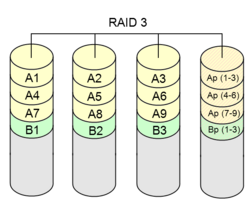 RAID 3
A1 A2 A3 Ap (1-3)
A4 A5 A6 Ap (4-6)
A7 A8 A9 Ap (7-9)
B1 B2 B3 Bp (1-3)